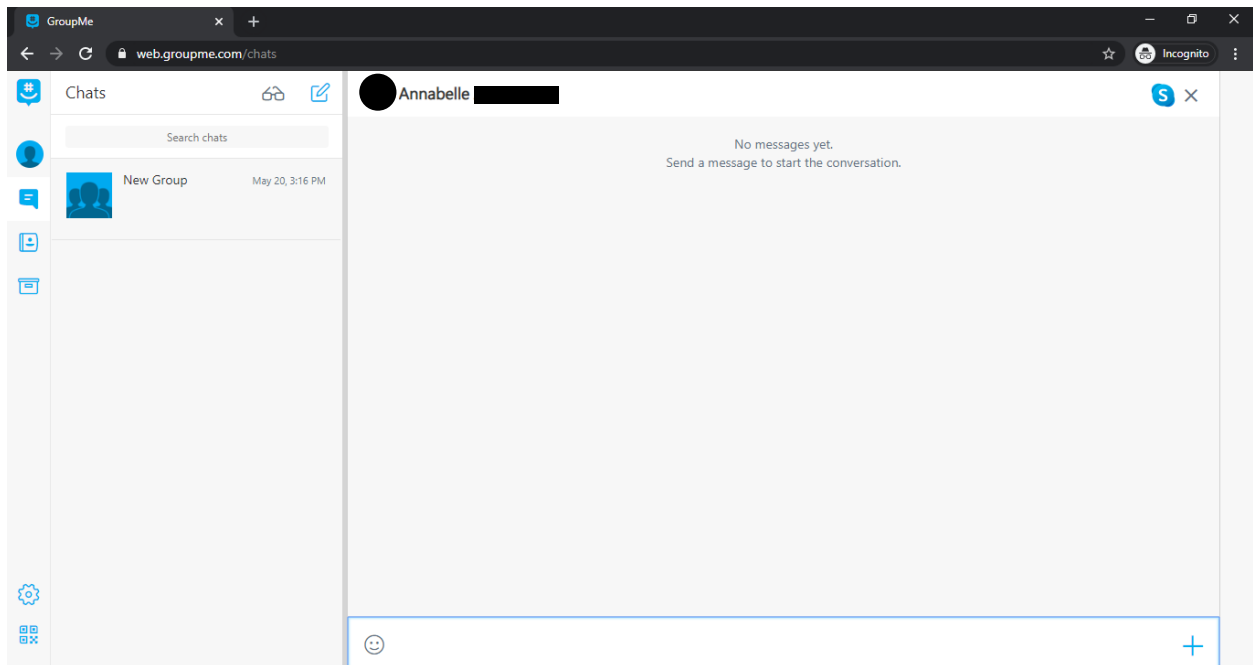 GroupMe
web.groupme.com/chats
Incognito
Chats
Search chats
New Group
May 20, 3:16 PM
Annabelle
No messages yet.
Send a message to start the conversation.